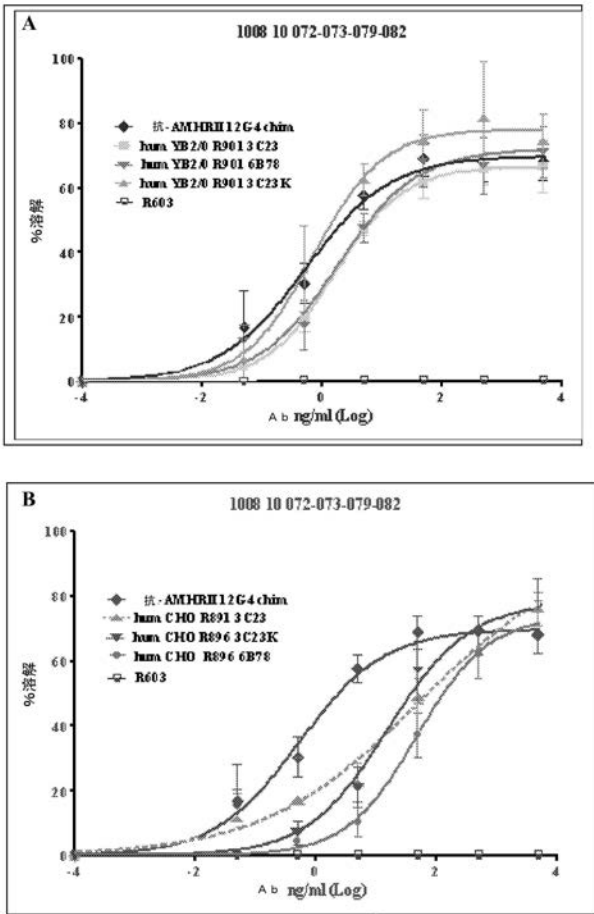 A
1008 10 072-073-079-082
100
80
60
40
20
0
%溶解
抗-AMHRII 12G4 chim
hum YB2/0 R901 3C23
hum YB2/0 R901 6B78
hum YB2/0 R901 3C23K
R603
-4
-2
0
2
4
Ab ng/ml (Log)
B
1008 10 072-073-079-082
100
80
60
40
20
0
%溶解
抗-AMHRII 12G4 chim
hum CHO R891 3C23
hum CHO R896 3C23K
hum CHO R896 6B78
R603
-4
-2
0
2
4
Ab ng/ml (Log)